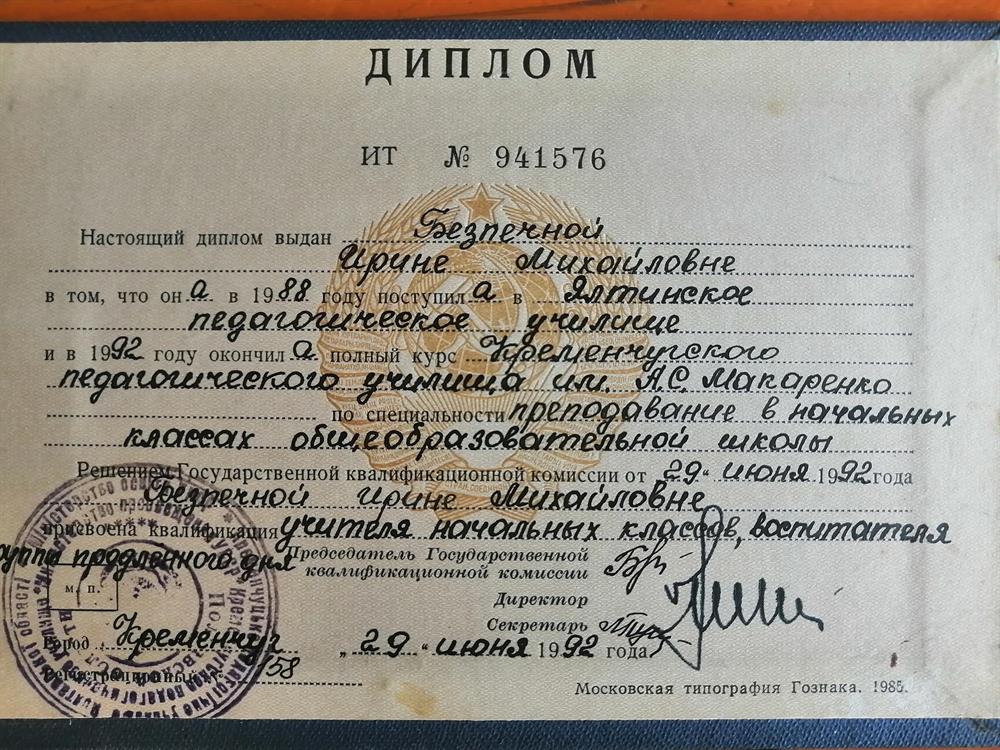 ДИПЛОМ
ИТ № 941576
Настоящий диплом выдан Безпечной
Ирине Михайловне
в том, что он а в 1988 году поступил а в Ялтинское
педагогическое училище
и в 1992 году окончил а полный курс Кременчугского
педагогического училища им. А.С. Макаренко
по специальности преподавание в начальных
классах общеобразовательной школы
Решением Государственной квалификационной комиссии от „29“ июня 1992 года
Безпечной Ирине Михайловне
присвоена квалификация учителя начальных классов, воспитателя
группы продленного дня
Председатель Государственной
квалификационной комиссии
м. п.
Директор
Секретарь
Город Кременчуг „29“ июня 1992 года
Регистрационный № 158
Московская типография Гознака. 1985.